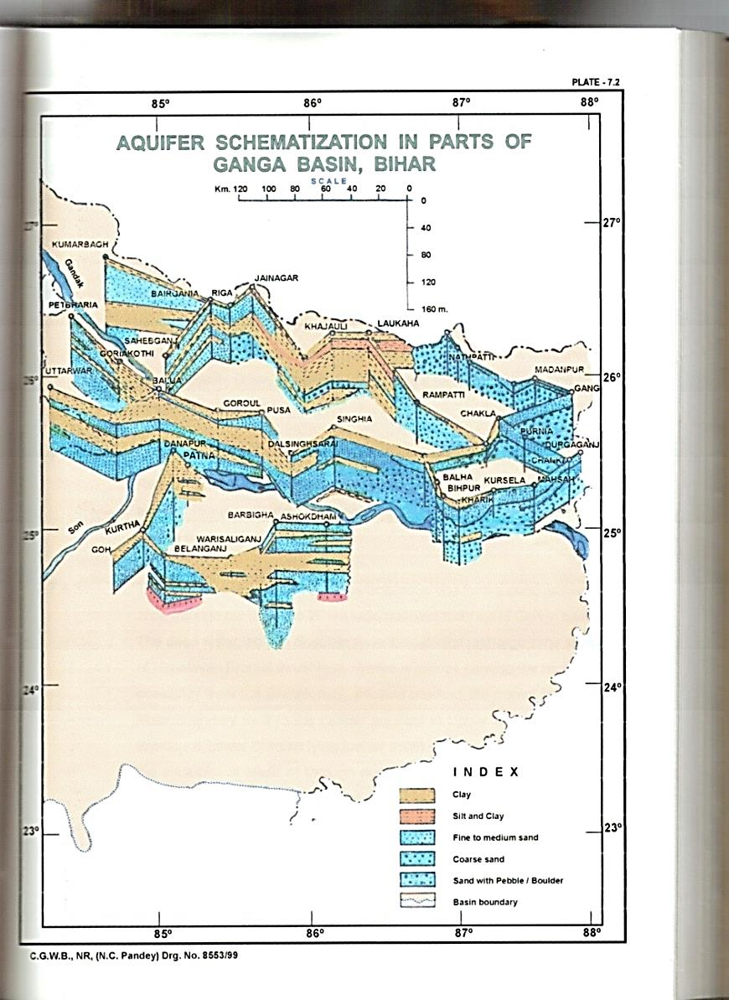 PLATE - 7.2
85° 86° 87° 88°
AQUIFER SCHEMATIZATION IN PARTS OF
GANGA BASIN, BIHAR
SCALE
Km. 120 100 80 60 40 20 0
0
40
80
120
160 m.
27° 27°
KUMARBAGH
Gandak
JAINAGAR
BAIRGANIA RIGA
PETBHARIA
KHAJAULI LAUKAHA
SAHEBGANJ
GORIAKOTHI
NATHPATTI
UTTARWAR
MADANPUR
26° 26°
BALUA
GANG
RAMPATTI
GOROUL
PUSA
CHAKLA
SINGHIA
PURNIA
DANAPUR
DALSINGHSARAI
DURGAGANJ
PATNA
CHANKI
BALHA
KURSELA
MAHSAH
BIHPUR
KHARIK
BARBIGHA ASHOKDHAM
Son
KURTHA
25° 25°
WARISALIGANJ
GOH
BELANGANJ
24° 24°
INDEX
Clay
Silt and Clay
23° 23°
Fine to medium sand
Coarse sand
Sand with Pebble / Boulder
Basin boundary
85° 86° 87° 88°
C.G.W.B., NR, (N.C. Pandey) Drg. No. 8553/99